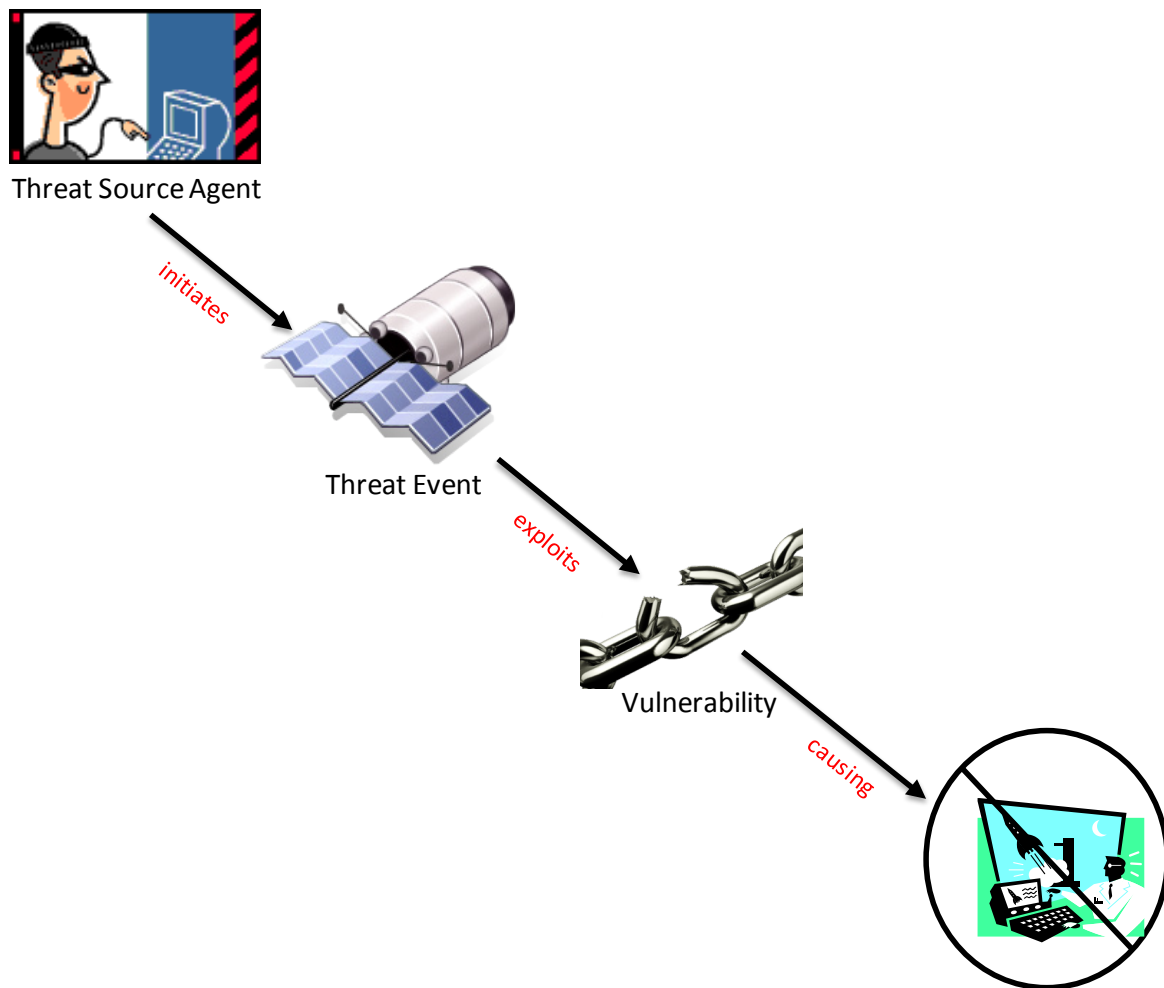 Threat Source Agent
initiates
Threat Event
exploits
Vulnerability
causing